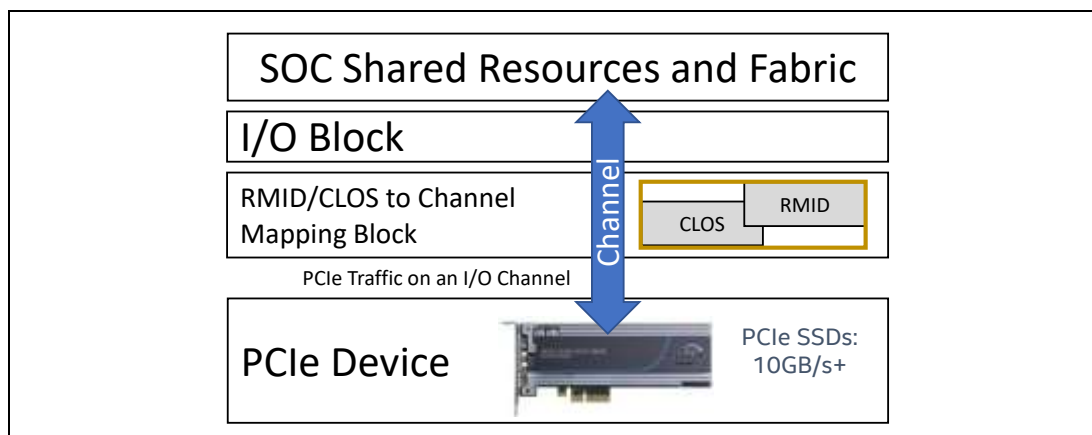 SOC Shared Resources and Fabric
I/O Block
RMID/CLOS to Channel
Mapping Block
CLOS
RMID
Channel
PCIe Traffic on an I/O Channel
PCIe Device
PCIe SSDs:
10GB/s+